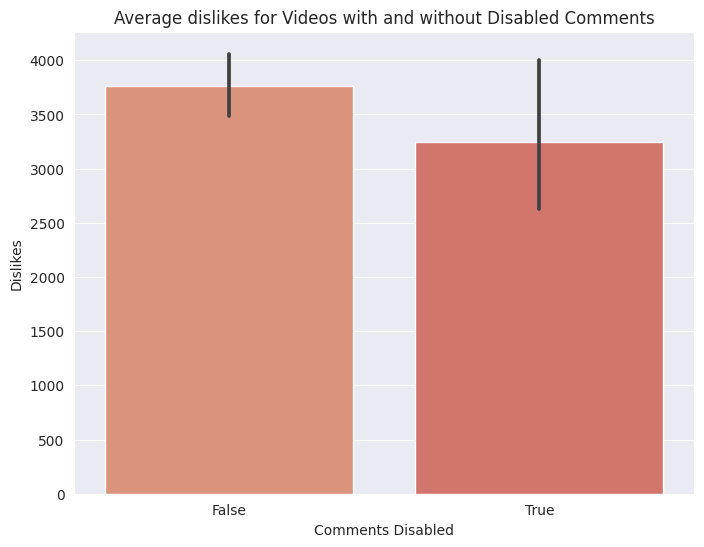 Average dislikes for Videos with and without Disabled Comments
4000
3500
3000
2500
2000
1500
1000
500
0
Dislikes
False True
Comments Disabled